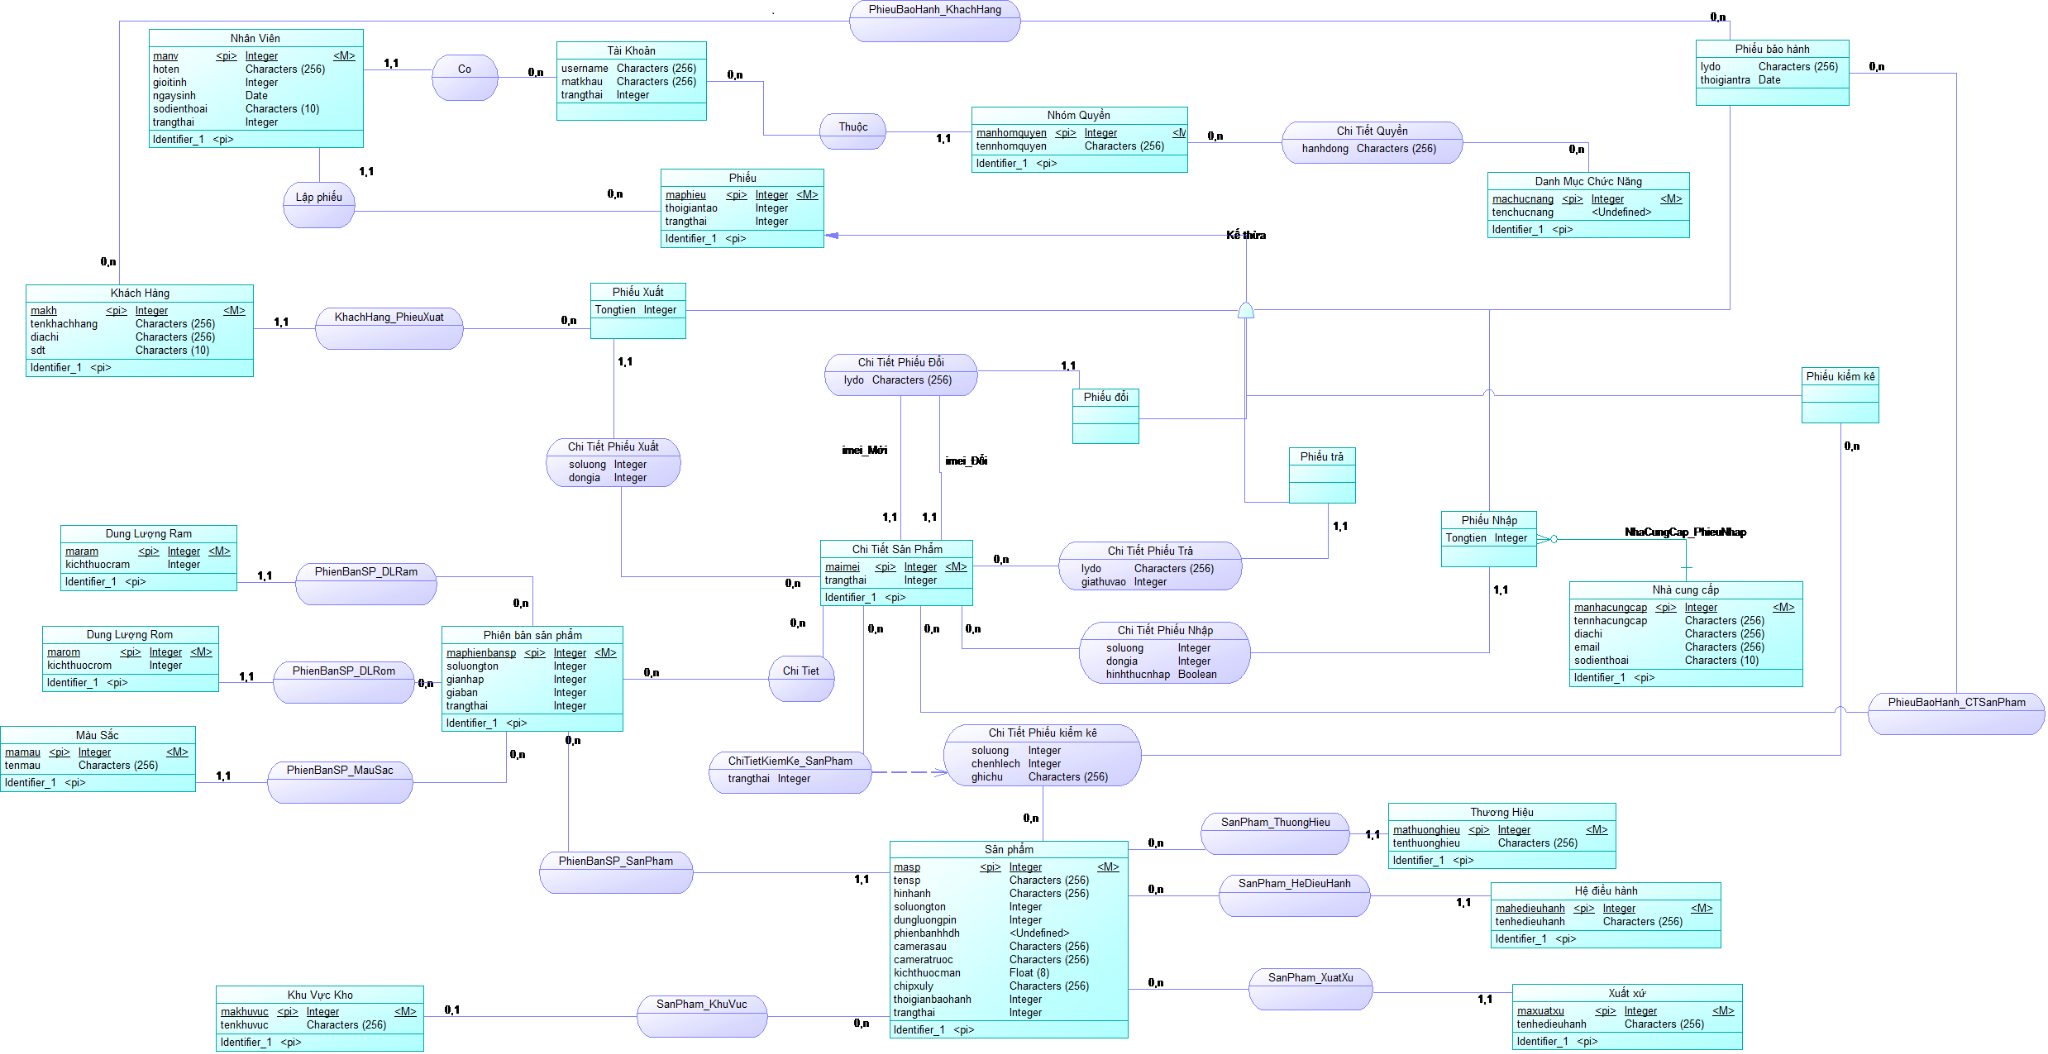 PhieuBaoHanh_KhachHang
0,n
Nhân Viên
manv <pi> Integer <M>
hoten Characters (256)
gioitinh Integer
ngaysinh Date
sodienthoai Characters (10)
trangthai Integer
Identifier_1 <pi>
1,1
Co
0,n
Tài Khoản
username Characters (256)
matkhau Characters (256)
trangthai Integer
0,n
Phiếu bảo hành
lydo Characters (256)
thoigiantra Date
0,n
Thuộc
1,1
Nhóm Quyền
manhomquyen <pi> Integer <M
tennhomquyen Characters (256)
Identifier_1 <pi>
0,n
Chi Tiết Quyền
hanhdong Characters (256)
0,n
Danh Mục Chức Năng
machucnang <pi> Integer <M>
tenchucnang <Undefined>
Identifier_1 <pi>
1,1
Lập phiếu
0,n
Phiếu
maphieu <pi> Integer <M>
thoigiantao Integer
trangthai Integer
Identifier_1 <pi>
Kế thừa
0,n
Khách Hàng
makh <pi> Integer <M>
tenkhachhang Characters (256)
diachi Characters (256)
sdt Characters (10)
Identifier_1 <pi>
1,1
KhachHang_PhieuXuat
0,n
Phiếu Xuất
Tongtien Integer
1,1
Chi Tiết Phiếu Đổi
lydo Characters (256)
1,1
Phiếu đổi
Phiếu kiểm kê
0,n
imei_Mới
imei_Đổi
Chi Tiết Phiếu Xuất
soluong Integer
dongia Integer
Phiếu trả
1,1
1,1
1,1
Phiếu Nhập
Tongtien Integer
NhaCungCap_PhieuNhap
1,1
Dung Lượng Ram
maram <pi> Integer <M>
kichthuocram Integer
Identifier_1 <pi>
1,1
PhienBanSP_DLRam
0,n
0,n
Chi Tiết Sản Phẩm
maimei <pi> Integer <M>
trangthai Integer
Identifier_1 <pi>
0,n
Chi Tiết Phiếu Trả
lydo Characters (256)
giathuvao Integer
Nhà cung cấp
manhacungcap <pi> Integer <M>
tennhacungcap Characters (256)
diachi Characters (256)
email Characters (256)
sodienthoai Characters (10)
Identifier_1 <pi>
Dung Lượng Rom
marom <pi> Integer <M>
kichthuocrom Integer
Identifier_1 <pi>
1,1
PhienBanSP_DLRom
0,n
Phiên bản sản phẩm
maphienbansp <pi> Integer <M>
soluongton Integer
gianhap Integer
giaban Integer
trangthai Integer
Identifier_1 <pi>
0,n
Chi Tiet
0,n
0,n
0,n
0,n
Chi Tiết Phiếu Nhập
soluong Integer
dongia Integer
hinhthucnhap Boolean
PhieuBaoHanh_CTSanPham
Màu Sắc
mamau <pi> Integer <M>
tenmau Characters (256)
Identifier_1 <pi>
1,1
PhienBanSP_MauSac
0,n
0,n
ChiTietKiemKe_SanPham
trangthai Integer
Chi Tiết Phiếu kiểm kê
soluong Integer
chenhlech Integer
ghichu Characters (256)
0,n
PhienBanSP_SanPham
1,1
Sản phẩm
masp <pi> Integer <M>
tensp Characters (256)
hinhanh Characters (256)
soluongton Integer
dungluongpin Integer
phienbanhhdh <Undefined>
camerasau Characters (256)
cameratruoc Characters (256)
kichthuocman Float (8)
chipxuly Characters (256)
thoigianbaohanh Integer
trangthai Integer
Identifier_1 <pi>
0,n
SanPham_ThuongHieu
1,1
Thương Hiệu
mathuonghieu <pi> Integer <M>
tenthuonghieu Characters (256)
Identifier_1 <pi>
0,n
SanPham_HeDieuHanh
1,1
Hệ điều hành
mahedieuhanh <pi> Integer <M>
tenhedieuhanh Characters (256)
Identifier_1 <pi>
0,n
SanPham_XuatXu
1,1
Xuất xứ
maxuatxu <pi> Integer <M>
tenhedieuhanh Characters (256)
Identifier_1 <pi>
Khu Vực Kho
makhuvuc <pi> Integer <M>
tenkhuvuc Characters (256)
Identifier_1 <pi>
0,1
SanPham_KhuVuc
0,n